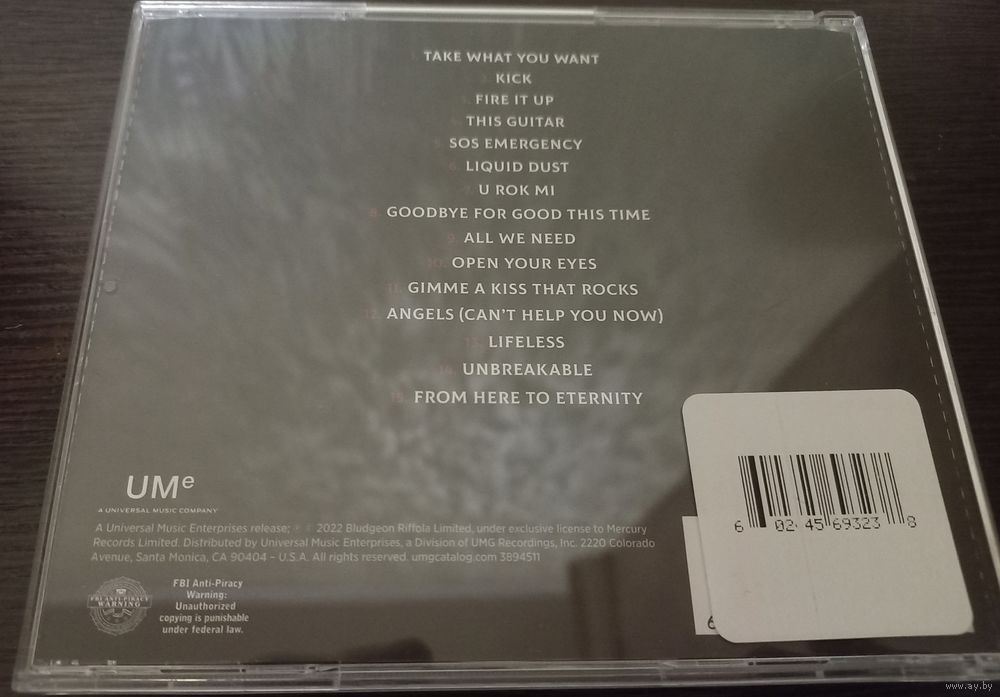 1. TAKE WHAT YOU WANT
2. KICK
3. FIRE IT UP
4. THIS GUITAR
5. SOS EMERGENCY
6. LIQUID DUST
7. U ROK MI
8. GOODBYE FOR GOOD THIS TIME
9. ALL WE NEED
10. OPEN YOUR EYES
11. GIMME A KISS THAT ROCKS
12. ANGELS (CAN'T HELP YOU NOW)
13. LIFELESS
14. UNBREAKABLE
15. FROM HERE TO ETERNITY
UMe
A UNIVERSAL MUSIC COMPANY
A Universal Music Enterprises release; ℗ © 2022 Bludgeon Riffola Limited, under exclusive license to Mercury
Records Limited. Distributed by Universal Music Enterprises, a Division of UMG Recordings, Inc. 2220 Colorado
Avenue, Santa Monica, CA 90404 – U.S.A. All rights reserved. umgcatalog.com 3894511
FBI ANTI-PIRACY
WARNING
FBI Anti-Piracy
Warning:
Unauthorized
copying is punishable
under federal law.
6 02445 69323 8
6
www.ay.by